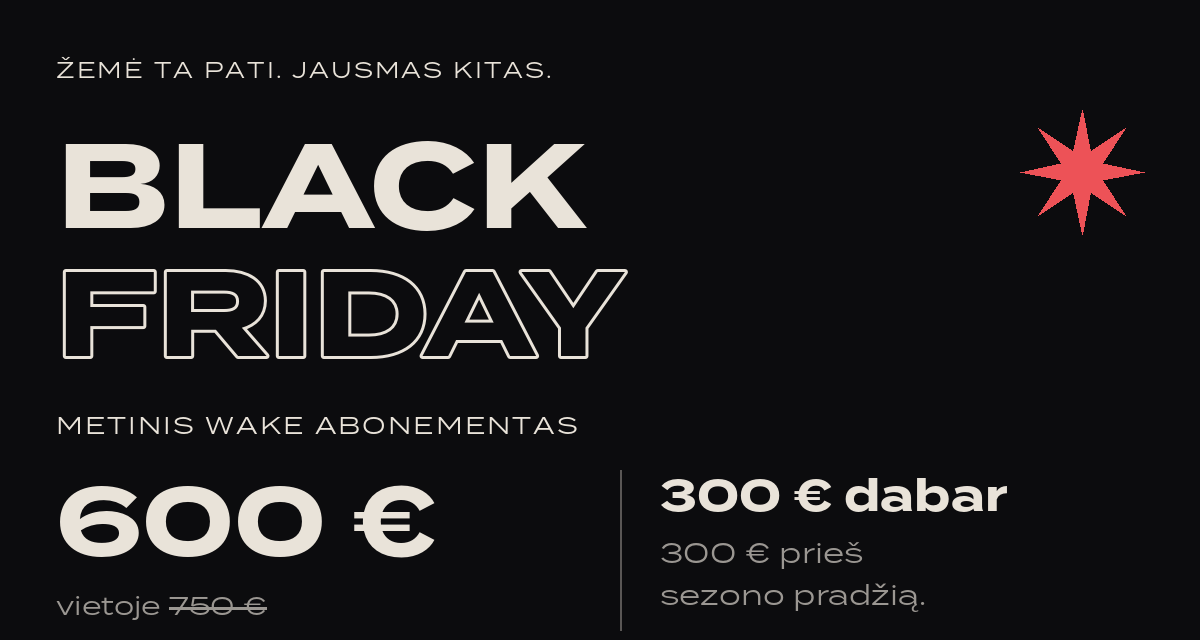 ŽEMĖ TA PATI. JAUSMAS KITAS.
BLACK
FRIDAY
METINIS WAKE ABONEMENTAS
600 €
vietoje 750 €
300 € dabar
300 € prieš
sezono pradžią.